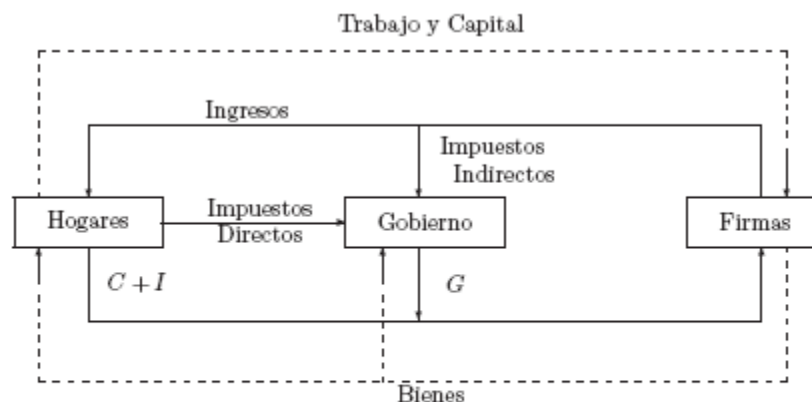 Trabajo y Capital
Ingresos
Impuestos
Indirectos
Hogares
Impuestos
Directos
Gobierno
Firmas
C + I
G
Bienes